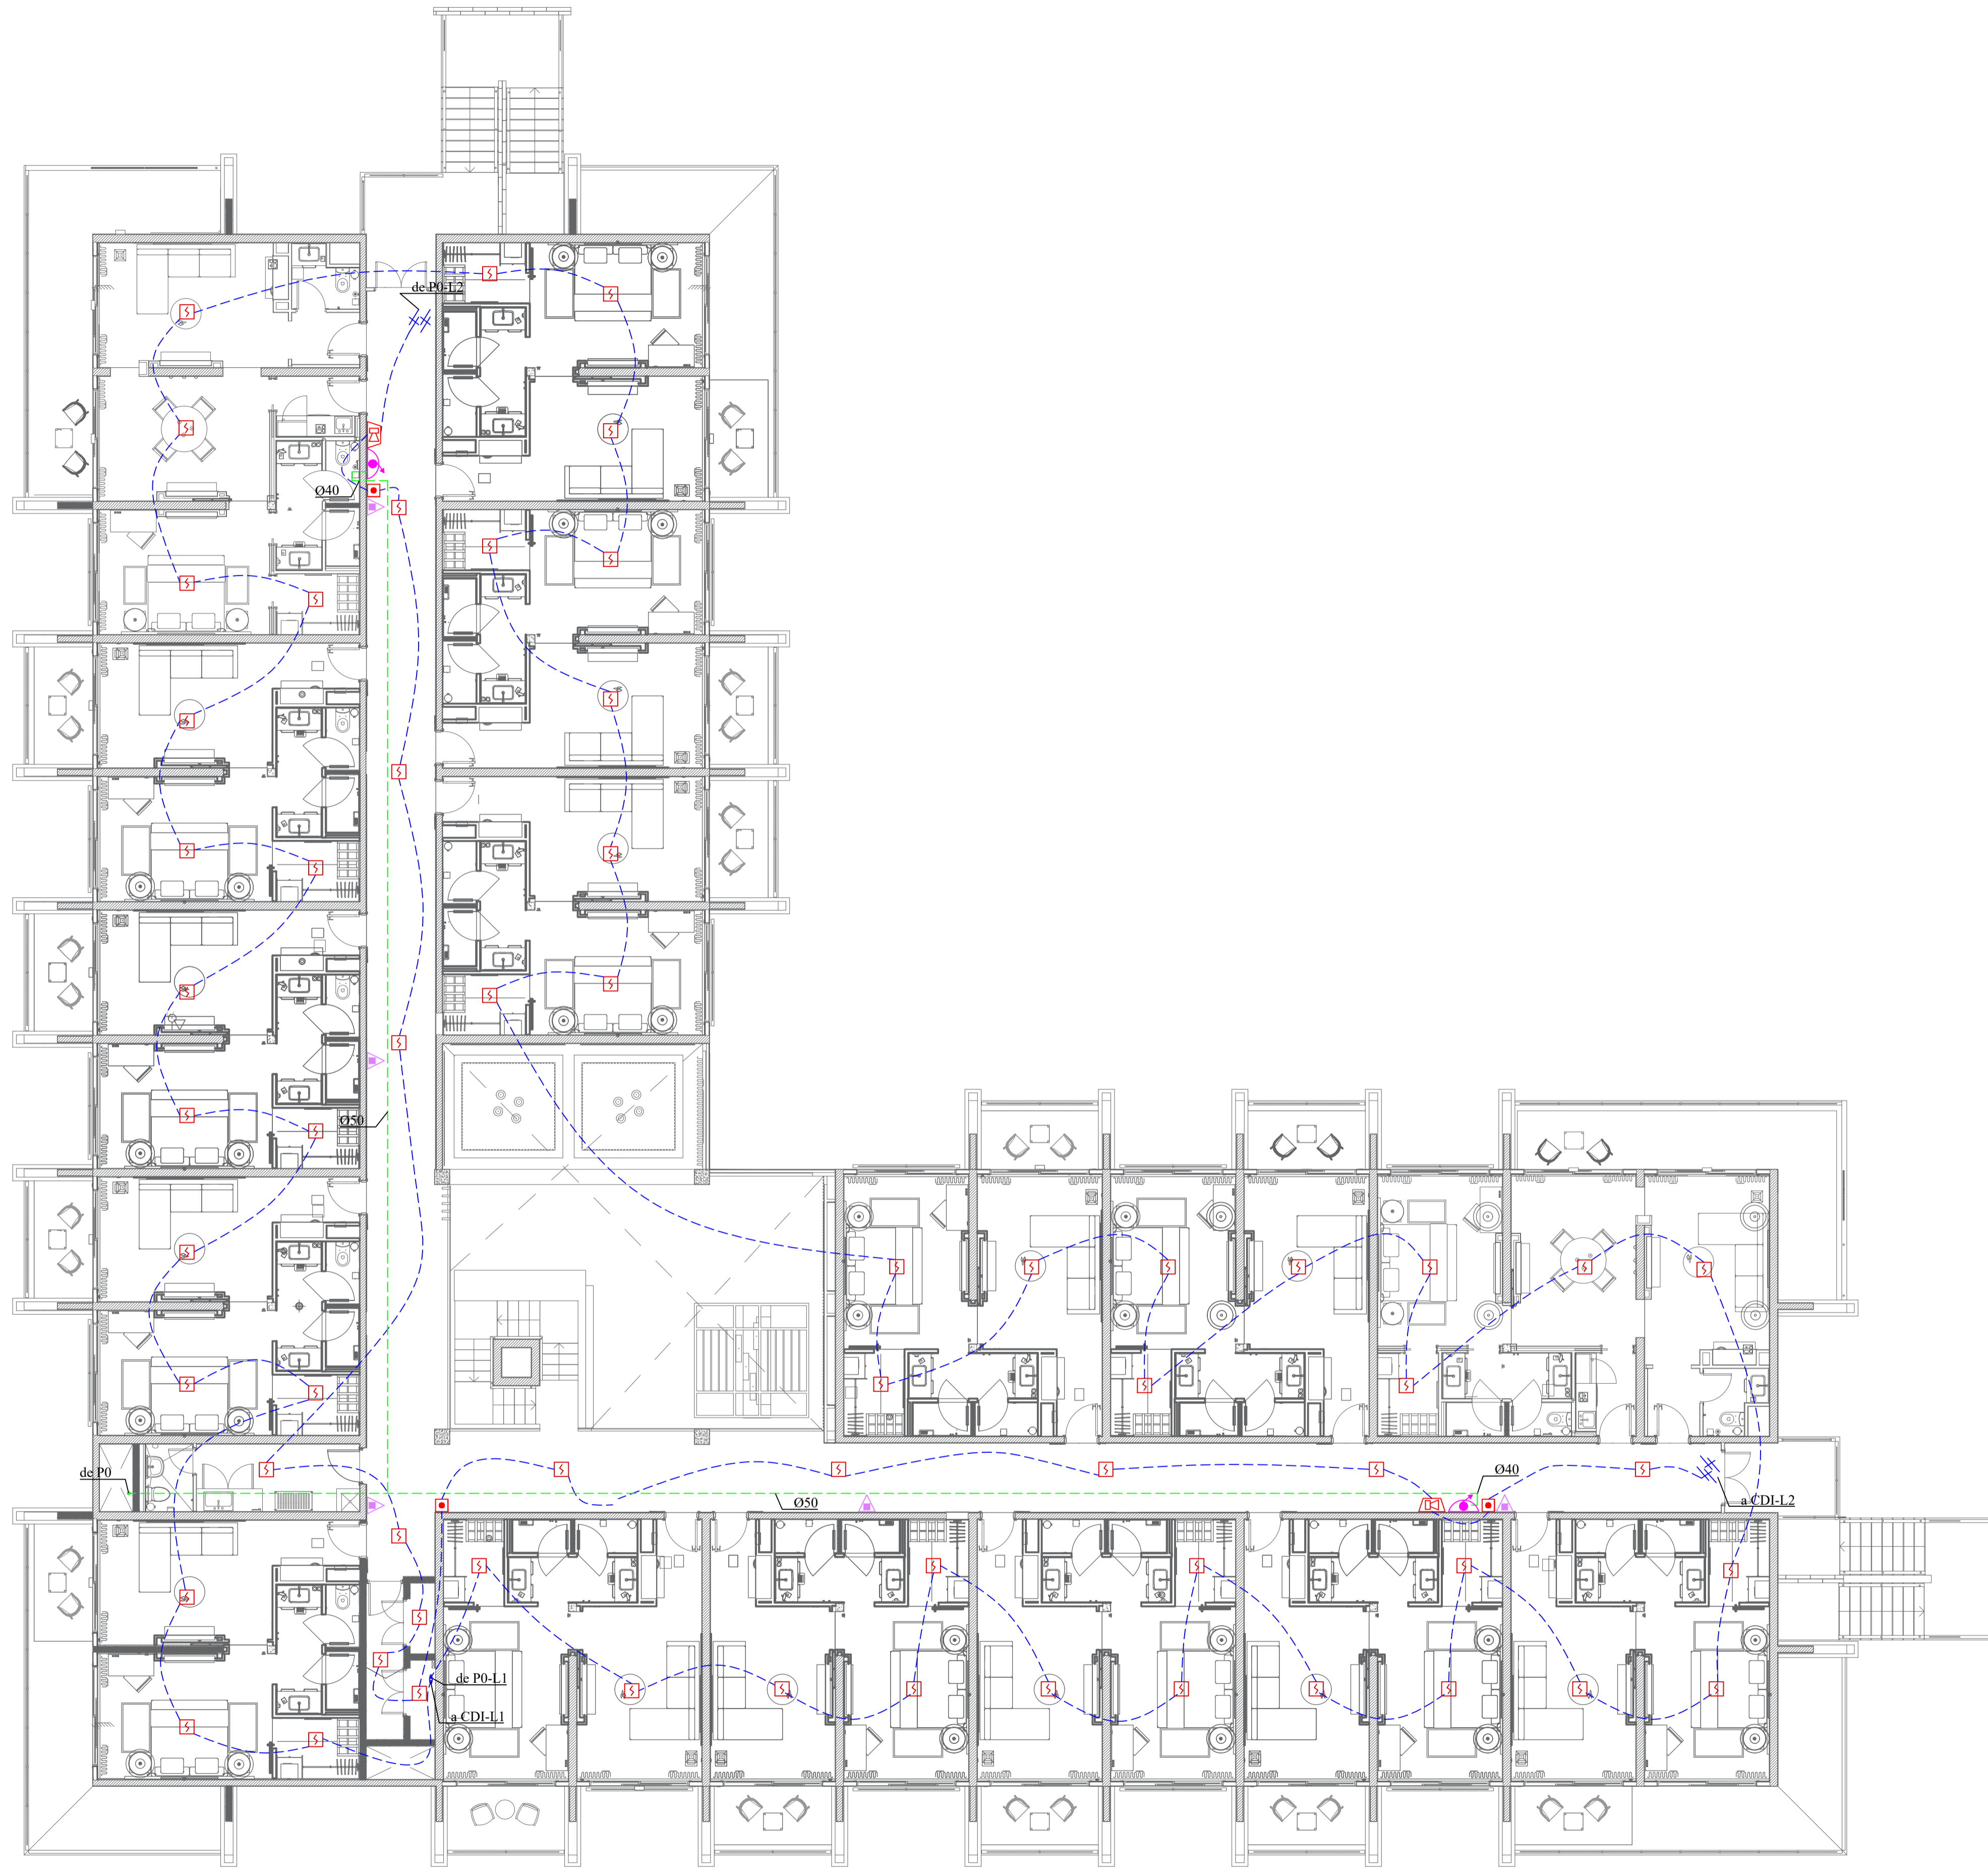 de P0-L2
Ø40
Ø50
de P0
Ø40
Ø50
a CDI-L2
de P0-L1
a CDI-L1